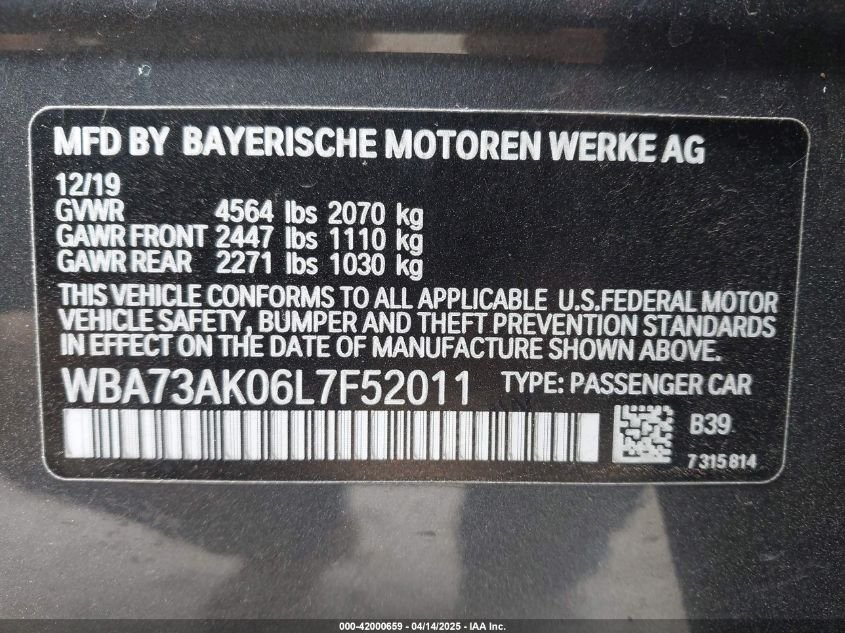 MFD BY BAYERISCHE MOTOREN WERKE AG
12/19
GVWR 4564 lbs 2070 kg
GAWR FRONT 2447 lbs 1110 kg
GAWR REAR 2271 lbs 1030 kg
THIS VEHICLE CONFORMS TO ALL APPLICABLE U.S.FEDERAL MOTOR
VEHICLE SAFETY, BUMPER AND THEFT PREVENTION STANDARDS
IN EFFECT ON THE DATE OF MANUFACTURE SHOWN ABOVE.
WBA73AK06L7F52011 TYPE: PASSENGER CAR
B39
7315814
000-42000659 - 04/14/2025 - IAA Inc.